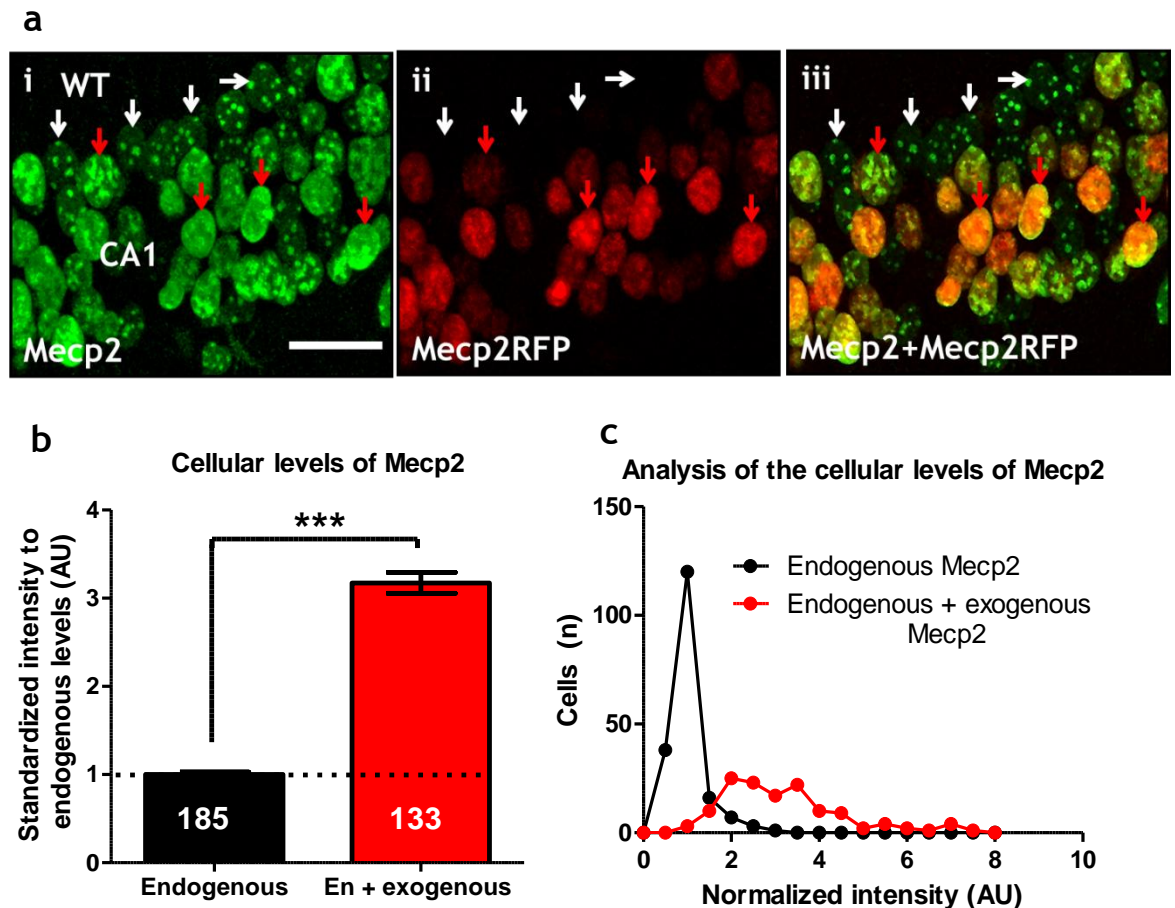 a
i
WT
CA1
Mecp2
ii
Mecp2RFP
iii
Mecp2+Mecp2RFP
b
Cellular levels of Mecp2
Standardized intensity to
endogenous levels (AU)
4
3
2
1
0
***
185
133
Endogenous
En + exogenous
c
Analysis of the cellular levels of Mecp2
Cells (n)
150
100
50
0
Endogenous Mecp2
Endogenous + exogenous
Mecp2
0
2
4
6
8
10
Normalized intensity (AU)